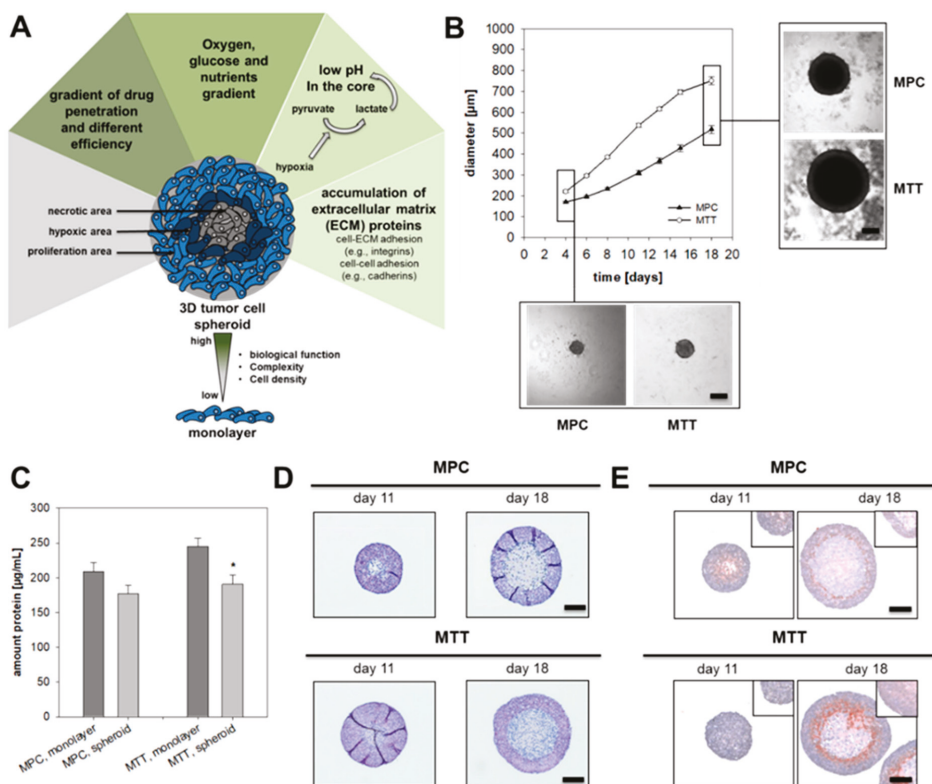 A
Oxygen,
glucose and
nutrients
gradient
gradient of drug
penetration
and different
efficiency
low pH
In the core
pyruvate
lactate
hypoxia
accumulation of
extracellular matrix
(ECM) proteins
cell-ECM adhesion
(e.g., integrins)
cell-cell adhesion
(e.g., cadherins)
necrotic area
hypoxic area
proliferation area
3D tumor cell
spheroid
high
• biological function
• Complexity
• Cell density
low
monolayer
B
diameter [µm]
1000
900
800
700
600
500
400
300
200
100
0
0 2 4 6 8 10 12 14 16 18 20
time [days]
MPC
MTT
MPC
MTT
MPC
MTT
C
amount protein [µg/mL]
300
250
200
150
100
50
0
*
MPC, monolayer
MPC, spheroid
MTT, monolayer
MTT, spheroid
D
MPC
day 11
day 18
MTT
day 11
day 18
E
MPC
day 11
day 18
MTT
day 11
day 18